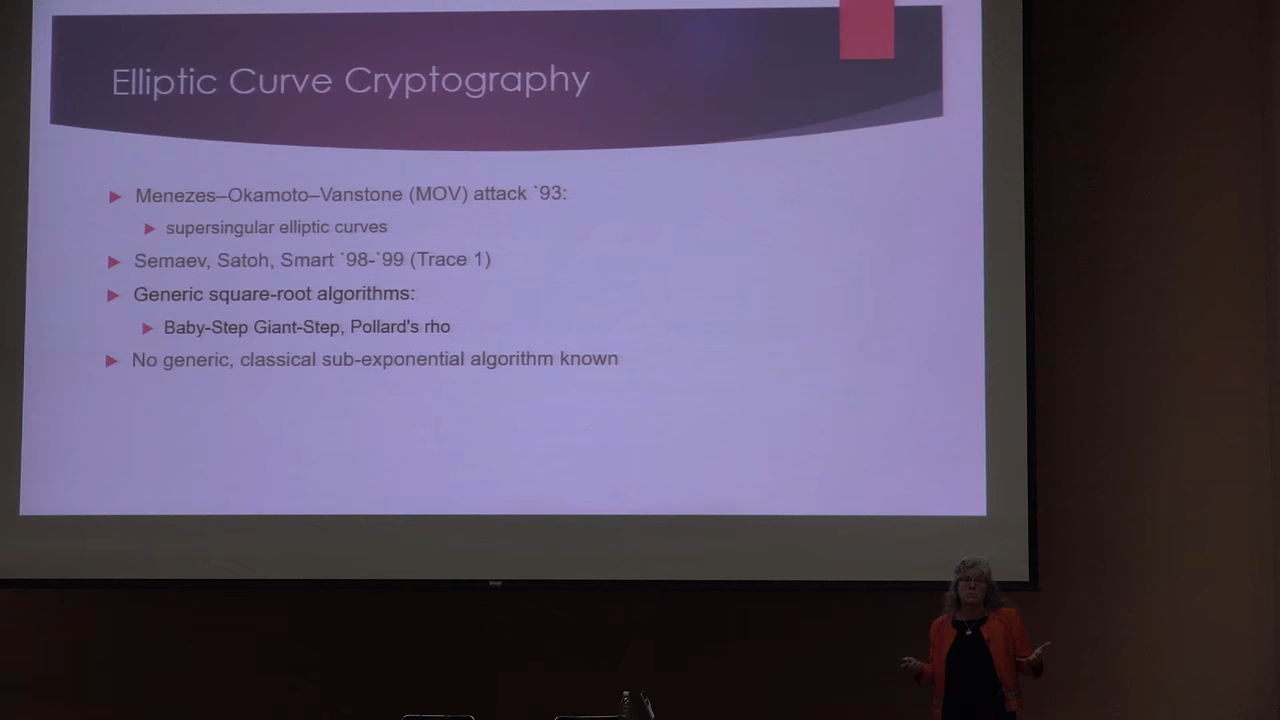 Elliptic Curve Cryptography
Menezes–Okamoto–Vanstone (MOV) attack `93:
supersingular elliptic curves
Semaev, Satoh, Smart `98-`99 (Trace 1)
Generic square-root algorithms:
Baby-Step Giant-Step, Pollard's rho
No generic, classical sub-exponential algorithm known